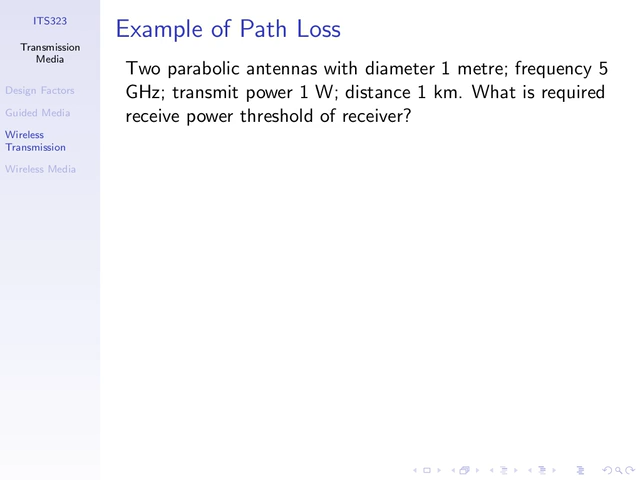 ITS323
Transmission
Media
Design Factors
Guided Media
Wireless
Transmission
Wireless Media
Example of Path Loss
Two parabolic antennas with diameter 1 metre; frequency 5
GHz; transmit power 1 W; distance 1 km. What is required
receive power threshold of receiver?